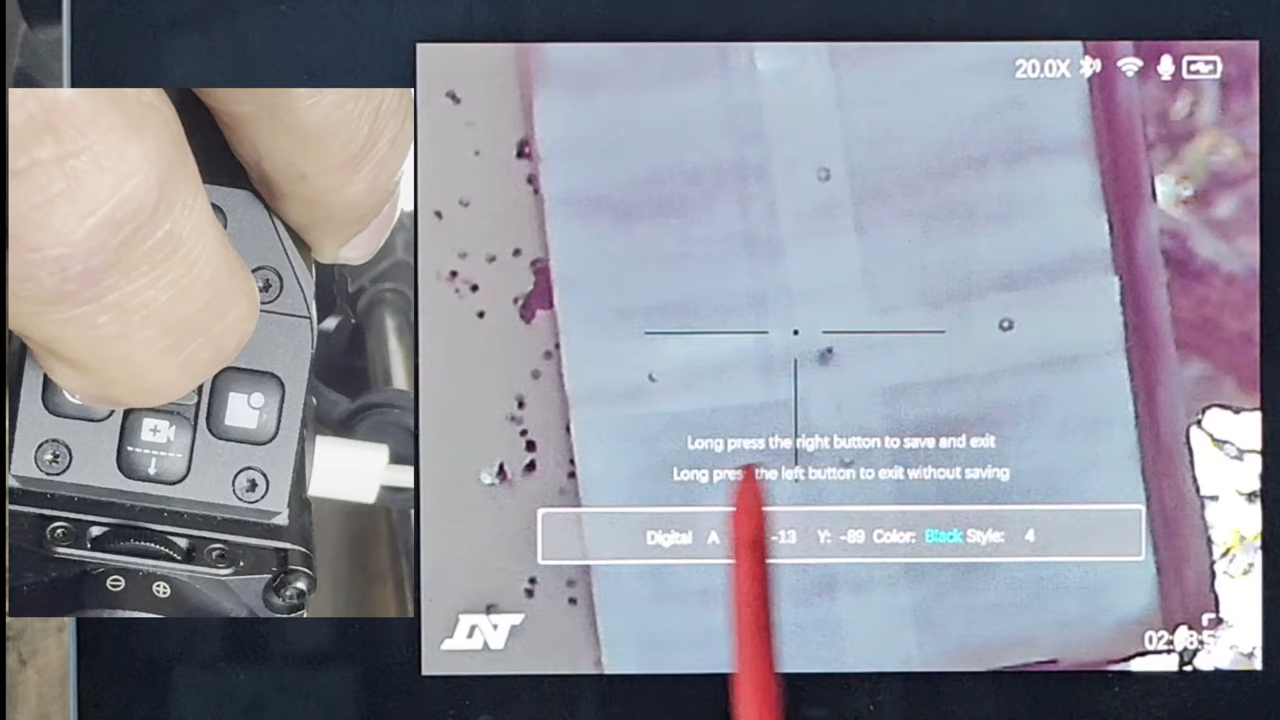 20.0X
Long press the right button to save and exit
Long press the left button to exit without saving
Digital A -13 Y: -89 Color: Black Style: 4